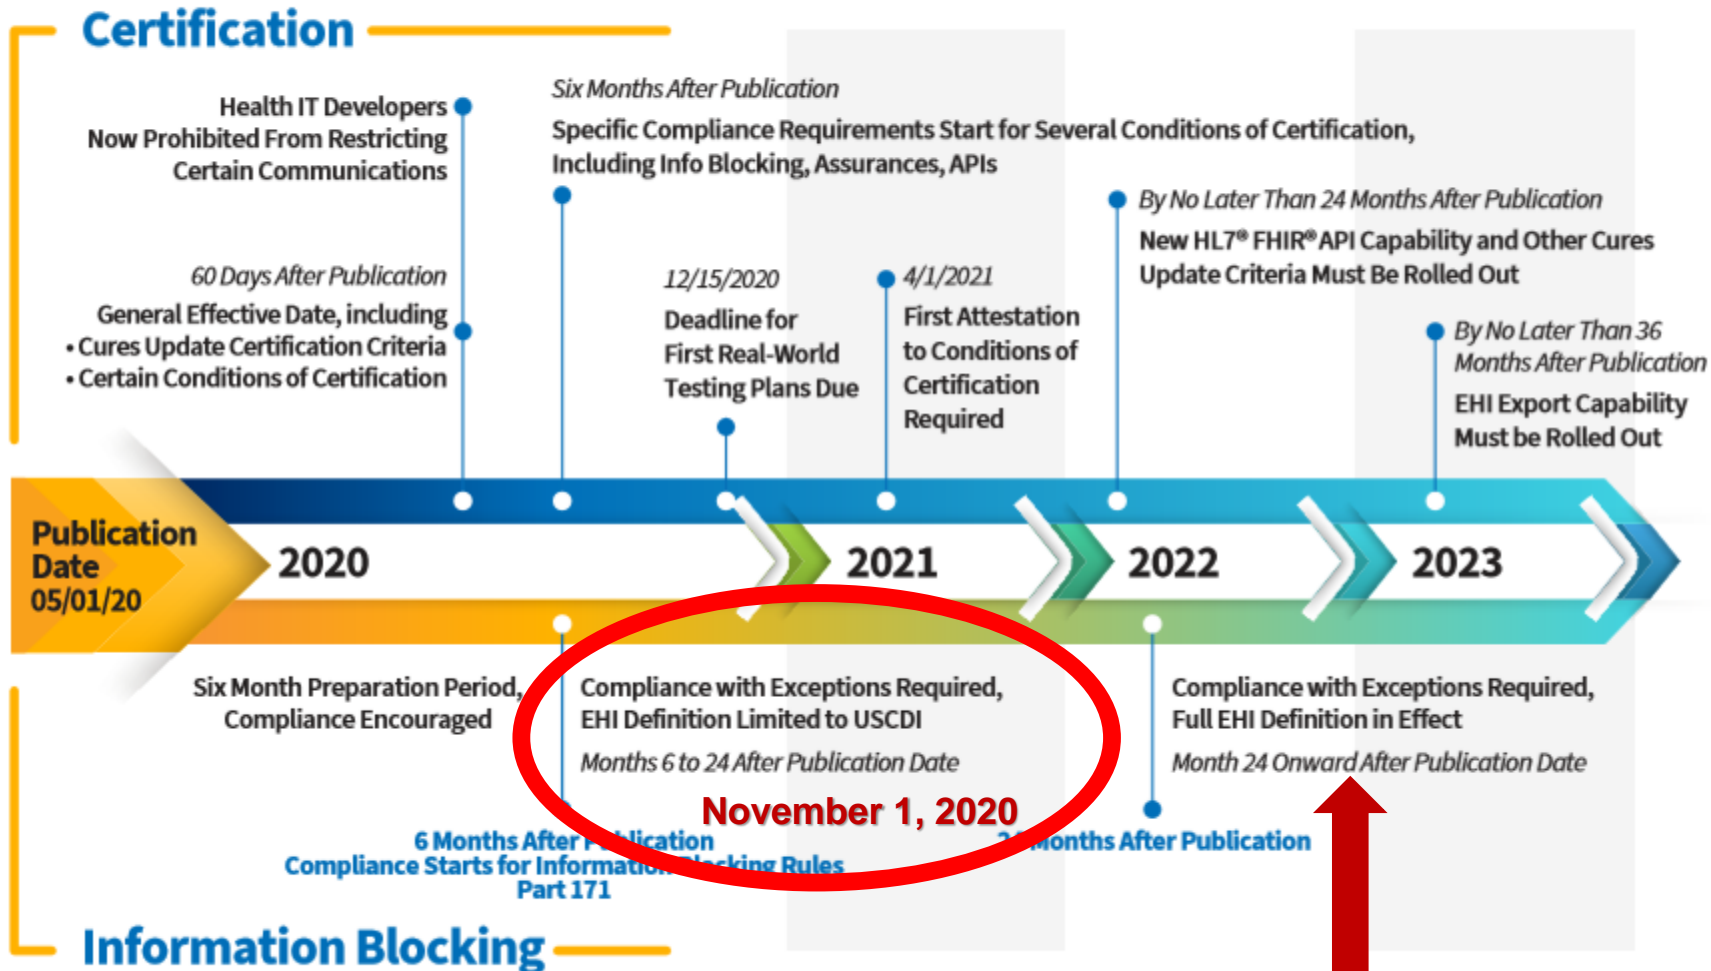 Certification
Health IT Developers
Now Prohibited From Restricting
Certain Communications
60 Days After Publication
General Effective Date, including
• Cures Update Certification Criteria
• Certain Conditions of Certification
Six Months After Publication
Specific Compliance Requirements Start for Several Conditions of Certification,
Including Info Blocking, Assurances, APIs
12/15/2020
Deadline for
First Real-World
Testing Plans Due
4/1/2021
First Attestation
to Conditions of
Certification
Required
By No Later Than 24 Months After Publication
New HL7® FHIR® API Capability and Other Cures
Update Criteria Must Be Rolled Out
By No Later Than 36
Months After Publication
EHI Export Capability
Must be Rolled Out
Publication
Date
05/01/20
2020
2021
2022
2023
Six Month Preparation Period,
Compliance Encouraged
Compliance with Exceptions Required,
EHI Definition Limited to USCDI
Months 6 to 24 After Publication Date
November 1, 2020
6 Months After Publication
Compliance Starts for Information Blocking Rules
Part 171
Compliance with Exceptions Required,
Full EHI Definition in Effect
Month 24 Onward After Publication Date
24 Months After Publication
Information Blocking